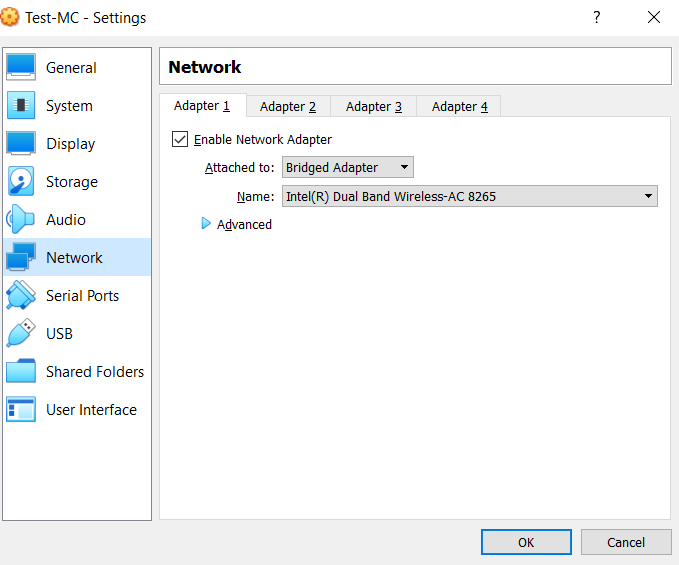 Test-MC - Settings
?
General
System
Display
Storage
Audio
Network
Serial Ports
USB
Shared Folders
User Interface
Network
Adapter 1 Adapter 2 Adapter 3 Adapter 4
Enable Network Adapter
Attached to: Bridged Adapter
Name: Intel(R) Dual Band Wireless-AC 8265
Advanced
OK Cancel